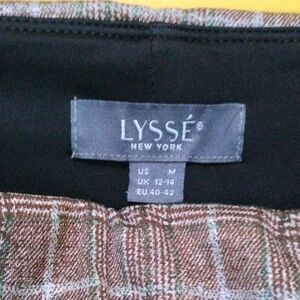 LYSSÉ®
NEW YORK
US M
UK 12-14
EU 40-42